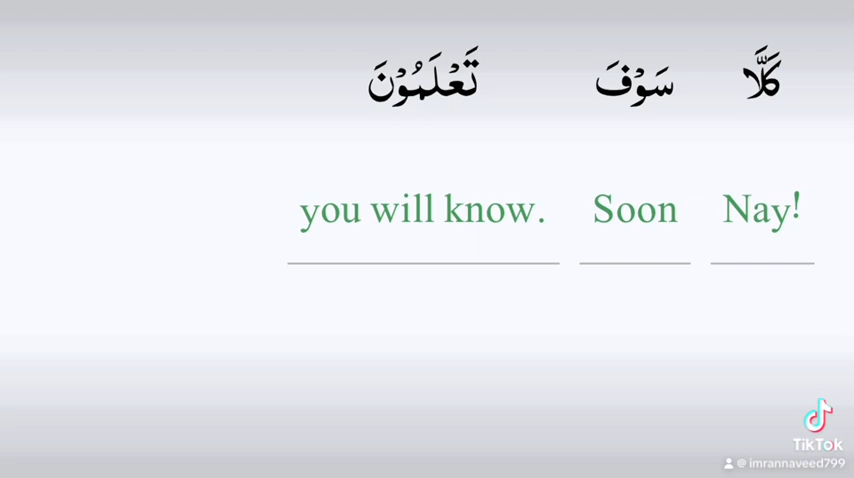 كَلَّا سَوْفَ تَعْلَمُوْنَ
Nay! Soon you will know.
TikTok
@imrannaveed799